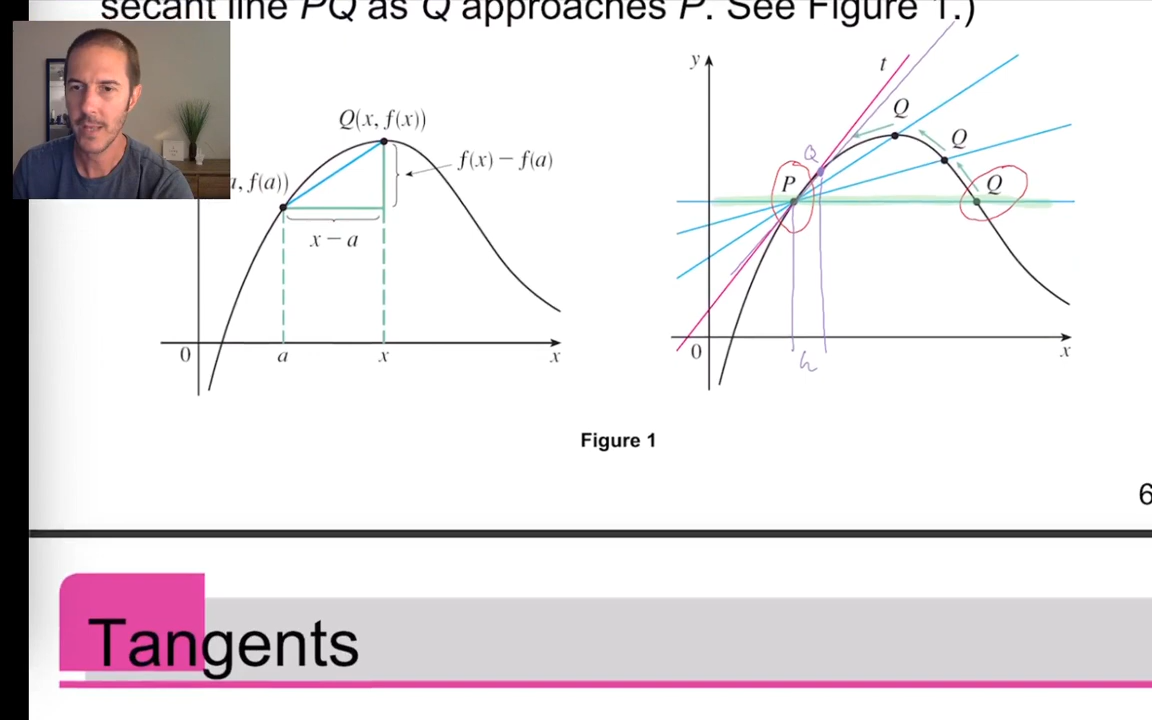 secant line PQ as Q approaches P. See Figure 1.)
Q(x, f(x))
f(a))
f(x) − f(a)
x − a
0
a
x
x
y
t
Q
Q
Q
P
Q
0
h
x
Figure 1
6
Tangents